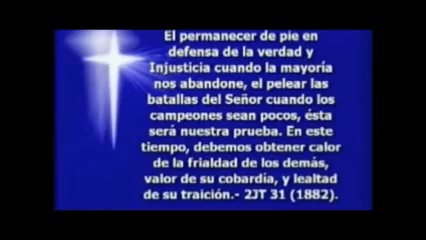 El permanecer de pie en
defensa de la verdad y
Injusticia cuando la mayoría
nos abandone, el pelear las
batallas del Señor cuando los
campeones sean pocos, ésta
será nuestra prueba. En este
tiempo, debemos obtener calor
de la frialdad de los demás,
valor de su cobardía, y lealtad
de su traición.- 2JT 31 (1882).